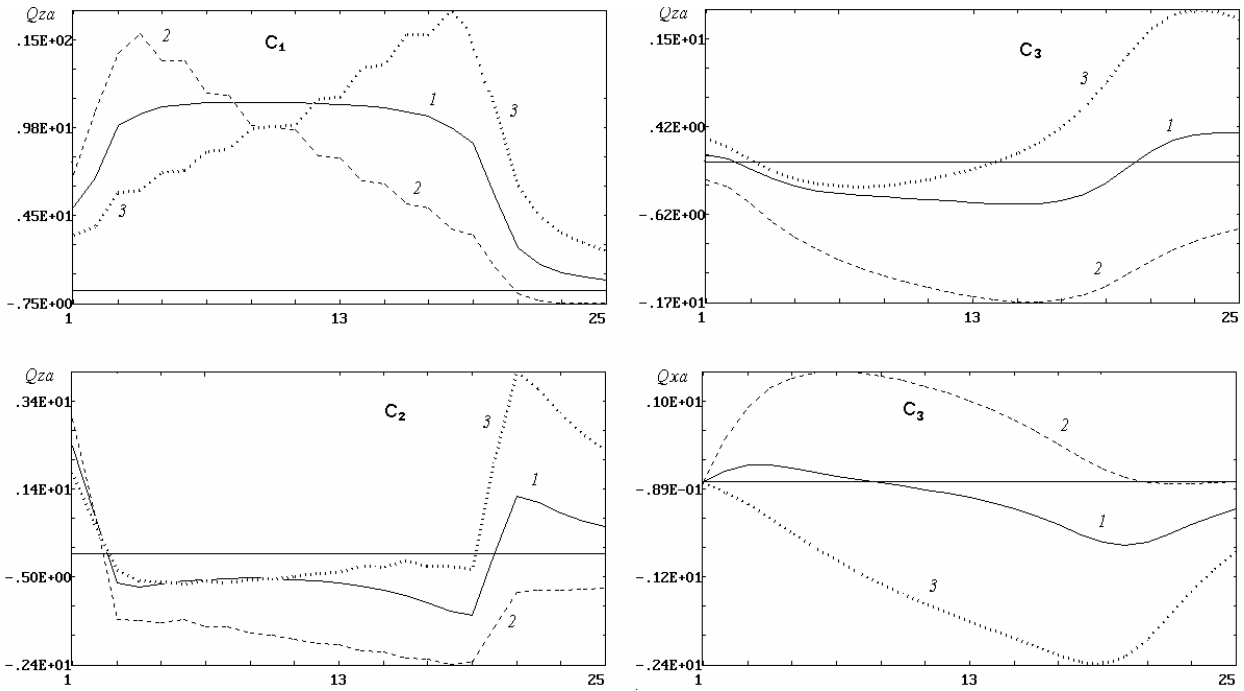 Qza
.15E+02
C₁
2
1
3
.98E+01
2
.45E+01
3
-.75E+00
1
13
25
Qza
.15E+01
C₃
3
1
.42E+00
-.62E+00
2
-.17E+01
1
13
25
Qza
.34E+01
C₂
3
1
.14E+01
-.50E+00
2
-.24E+01
1
13
25
Qxa
.10E+01
C₃
2
-.89E-01
1
-.12E+01
3
-.24E+01
1
13
25